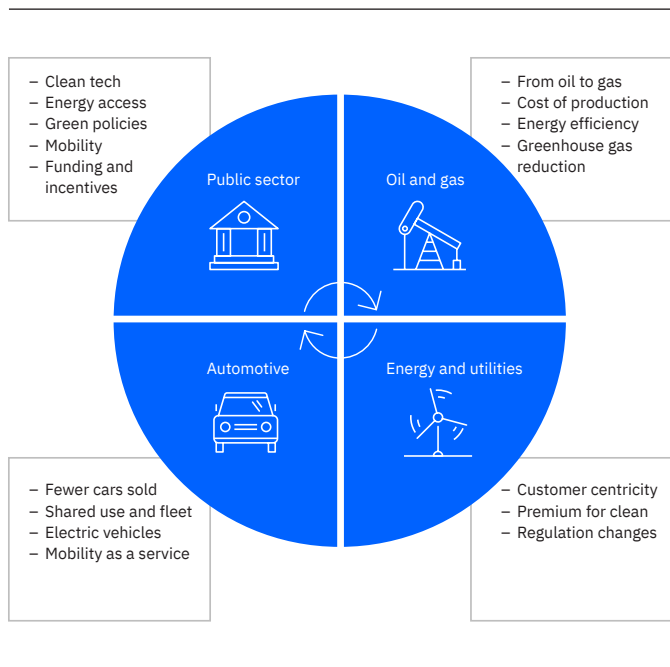 – Clean tech
– Energy access
– Green policies
– Mobility
– Funding and
incentives
– From oil to gas
– Cost of production
– Energy efficiency
– Greenhouse gas
reduction
Public sector
Oil and gas
Automotive
Energy and utilities
– Fewer cars sold
– Shared use and fleet
– Electric vehicles
– Mobility as a service
– Customer centricity
– Premium for clean
– Regulation changes